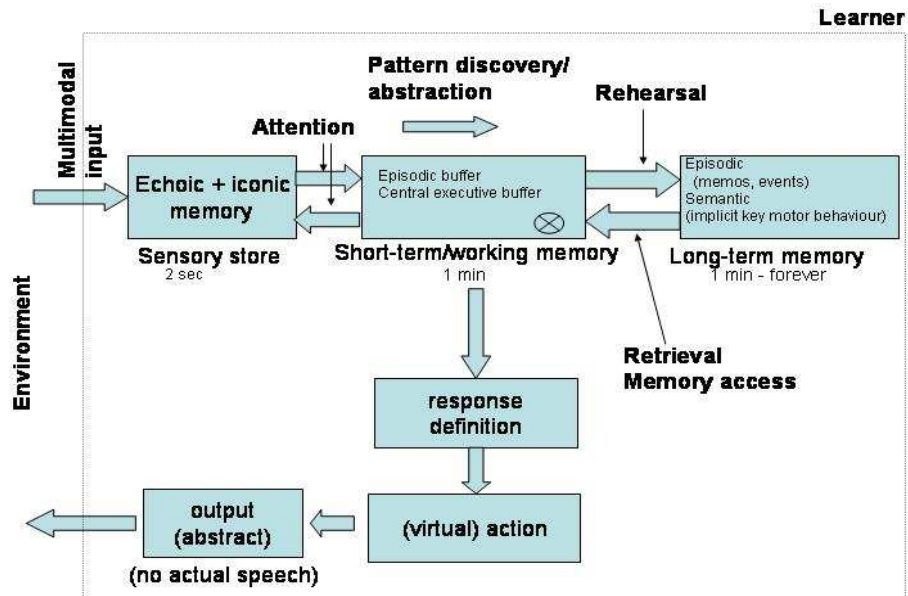 Learner
Pattern discovery/
abstraction
Rehearsal
Attention
Multimodal
input
Echoic + iconic
memory
Episodic buffer
Central executive buffer
Episodic
(memos, events)
Semantic
(implicit key motor behaviour)
Sensory store
2 sec
Short-term/working memory
1 min
Long-term memory
1 min - forever
Environment
Retrieval
Memory access
response
definition
output
(abstract)
(virtual) action
(no actual speech)